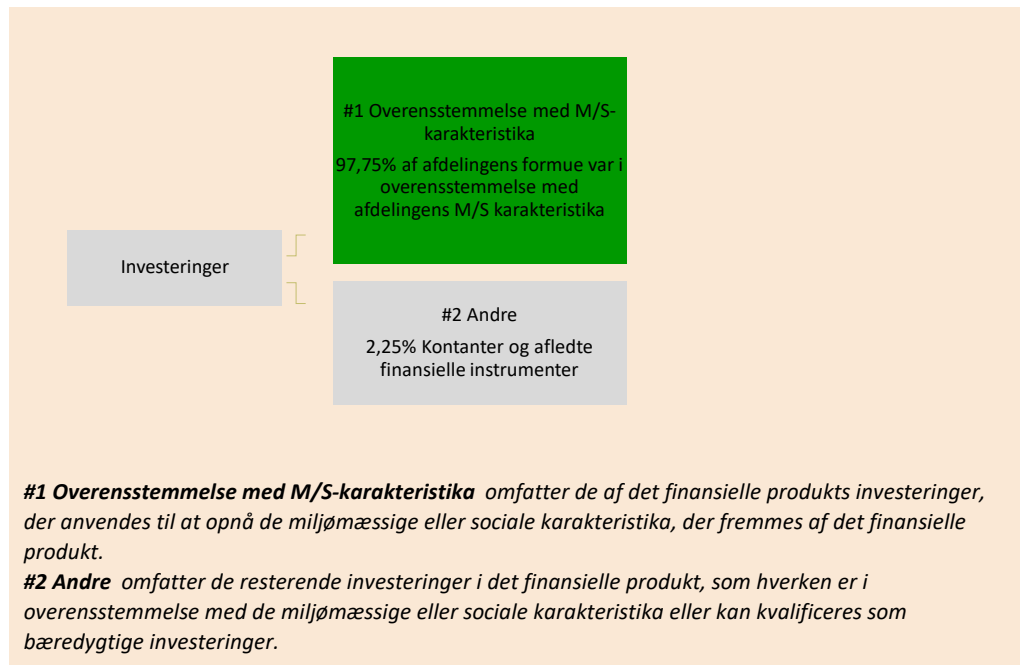 #1 Overensstemmelse med M/S-
karakteristika
97,75% af afdelingens formue var i
overensstemmelse med
afdelingens M/S karakteristika
Investeringer
#2 Andre
2,25% Kontanter og afledte
finansielle instrumenter
#1 Overensstemmelse med M/S-karakteristika omfatter de af det finansielle produkts investeringer,
der anvendes til at opnå de miljømæssige eller sociale karakteristika, der fremmes af det finansielle
produkt.
#2 Andre omfatter de resterende investeringer i det finansielle produkt, som hverken er i
overensstemmelse med de miljømæssige eller sociale karakteristika eller kan kvalificeres som
bæredygtige investeringer.